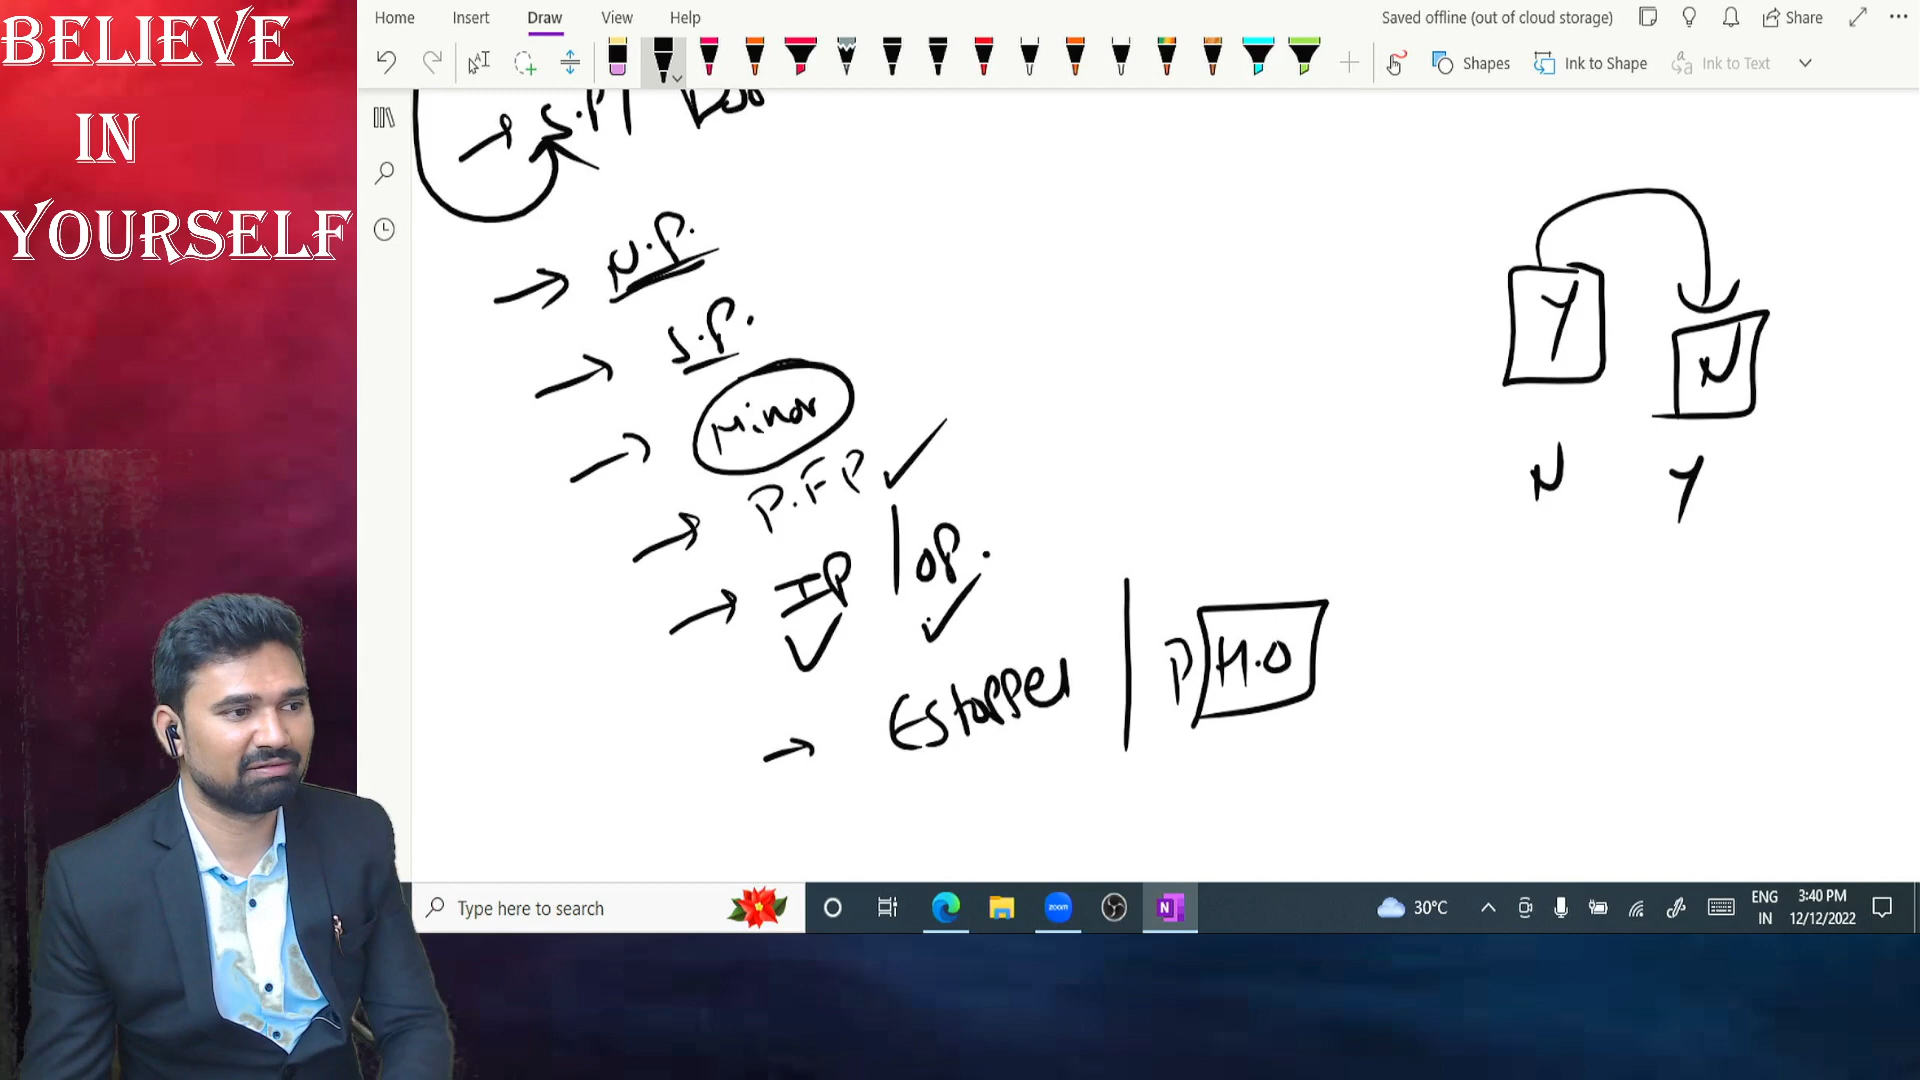 BELIEVE
IN
YOURSELF
Home Insert Draw View Help
Saved offline (out of cloud storage) Share
Shapes Ink to Shape Ink to Text
N.P.
S.P.
Minor
P.F.P
IP | OP.
Estoppel | P H.O
Y
N
N Y
Type here to search
zoom
N
30°C
ENG
IN
3:40 PM
12/12/2022